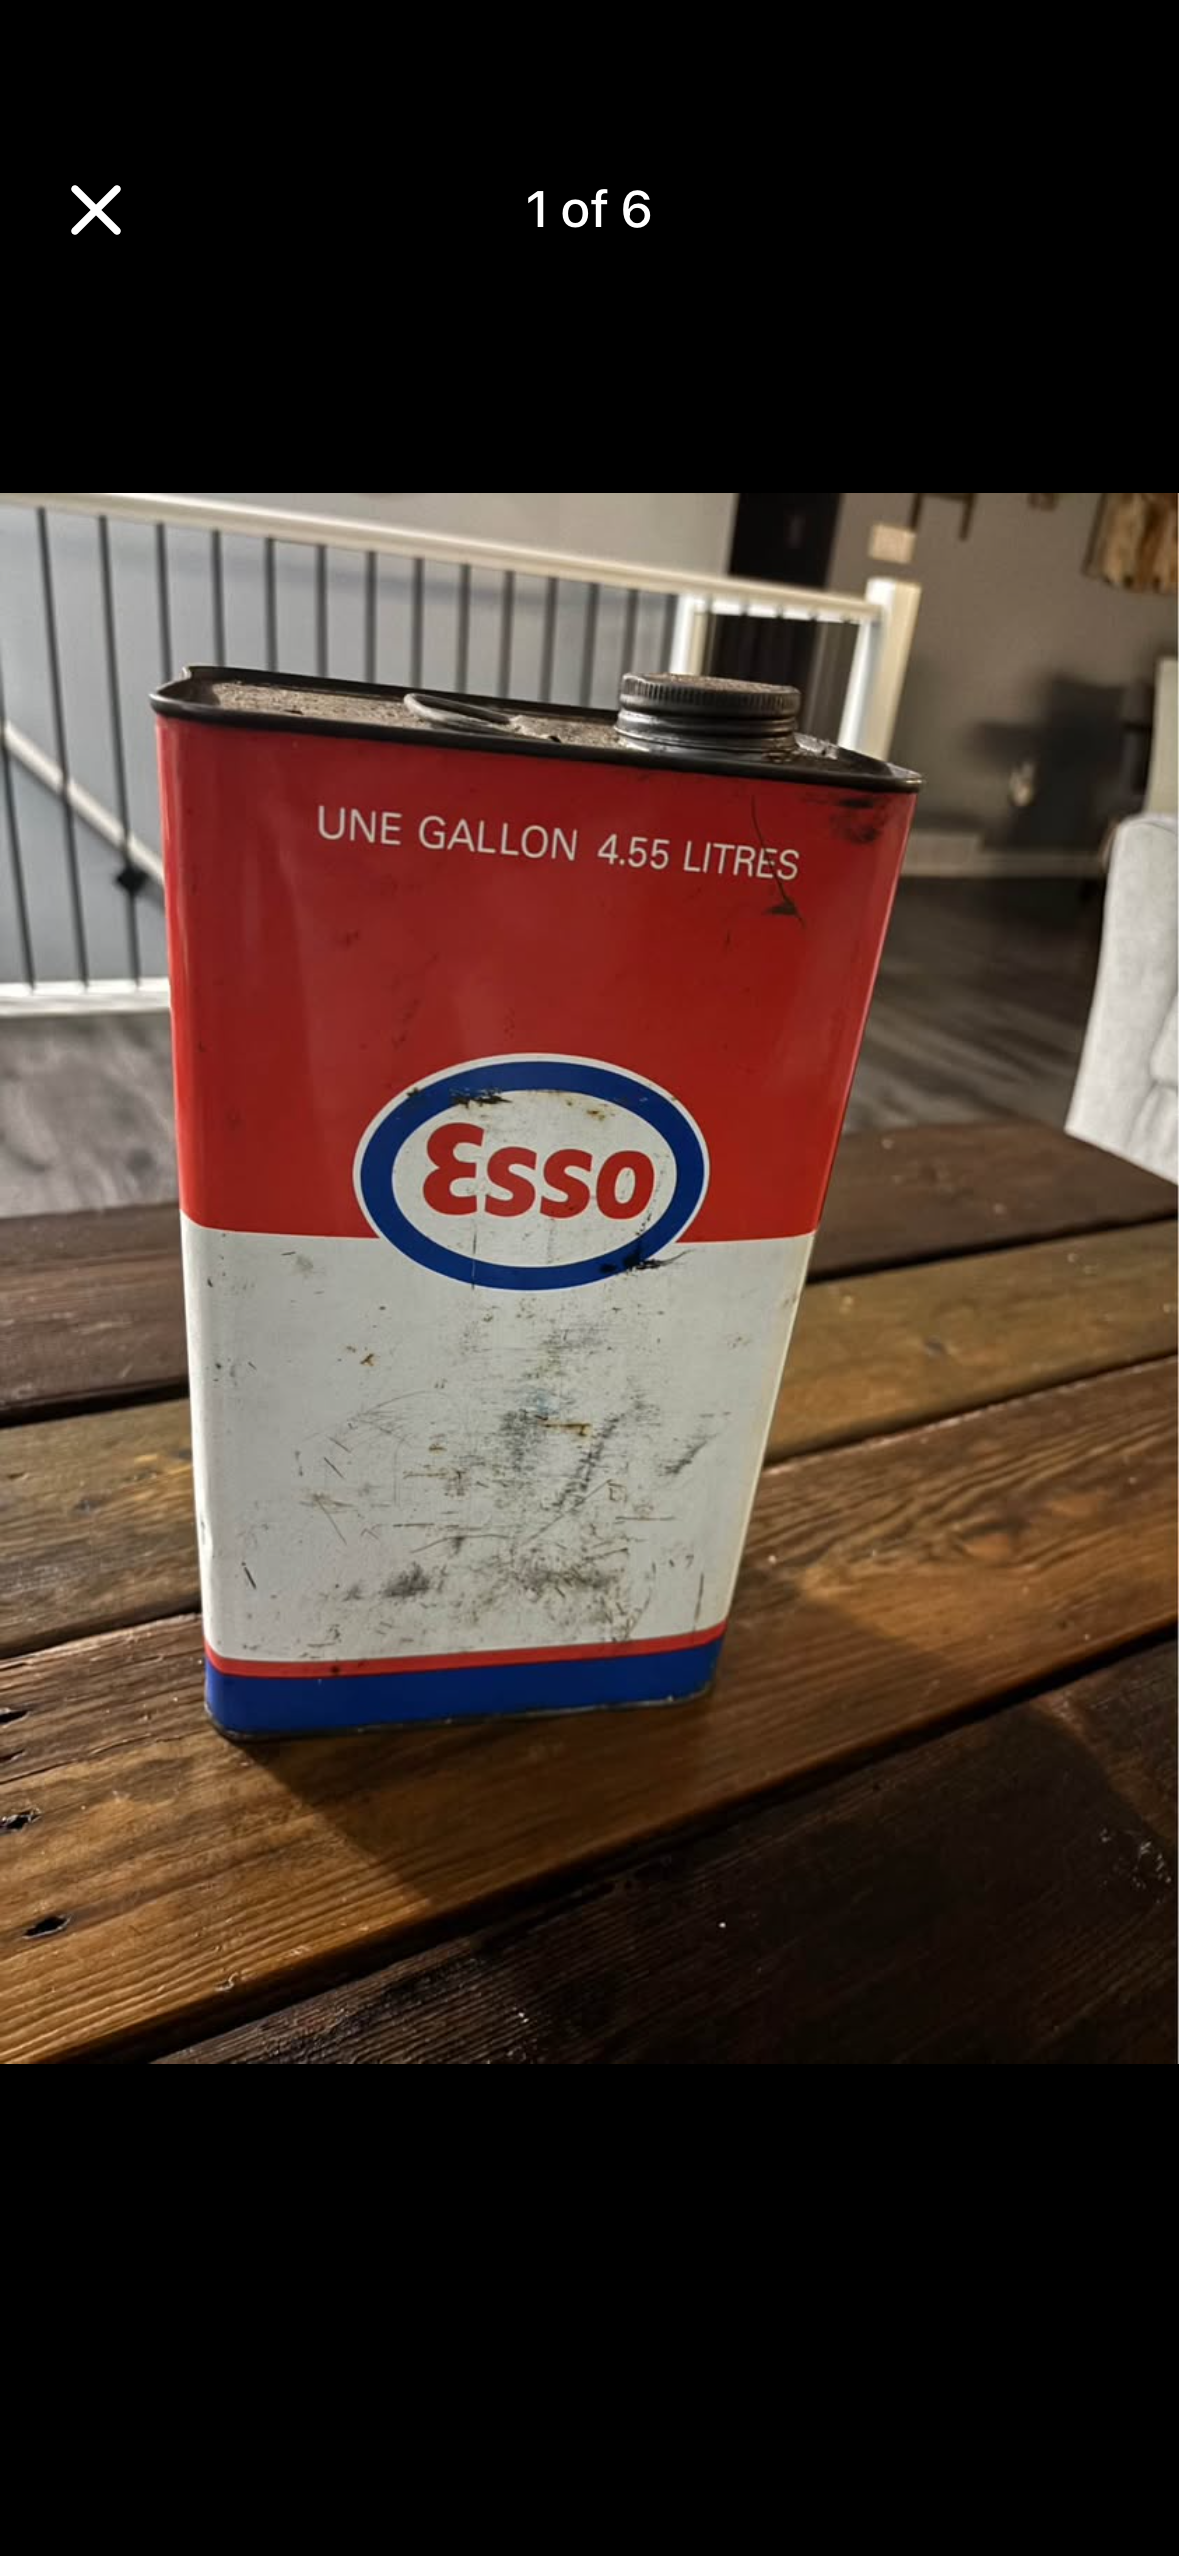 1 of 6
UNE GALLON 4.55 LITRES
Esso